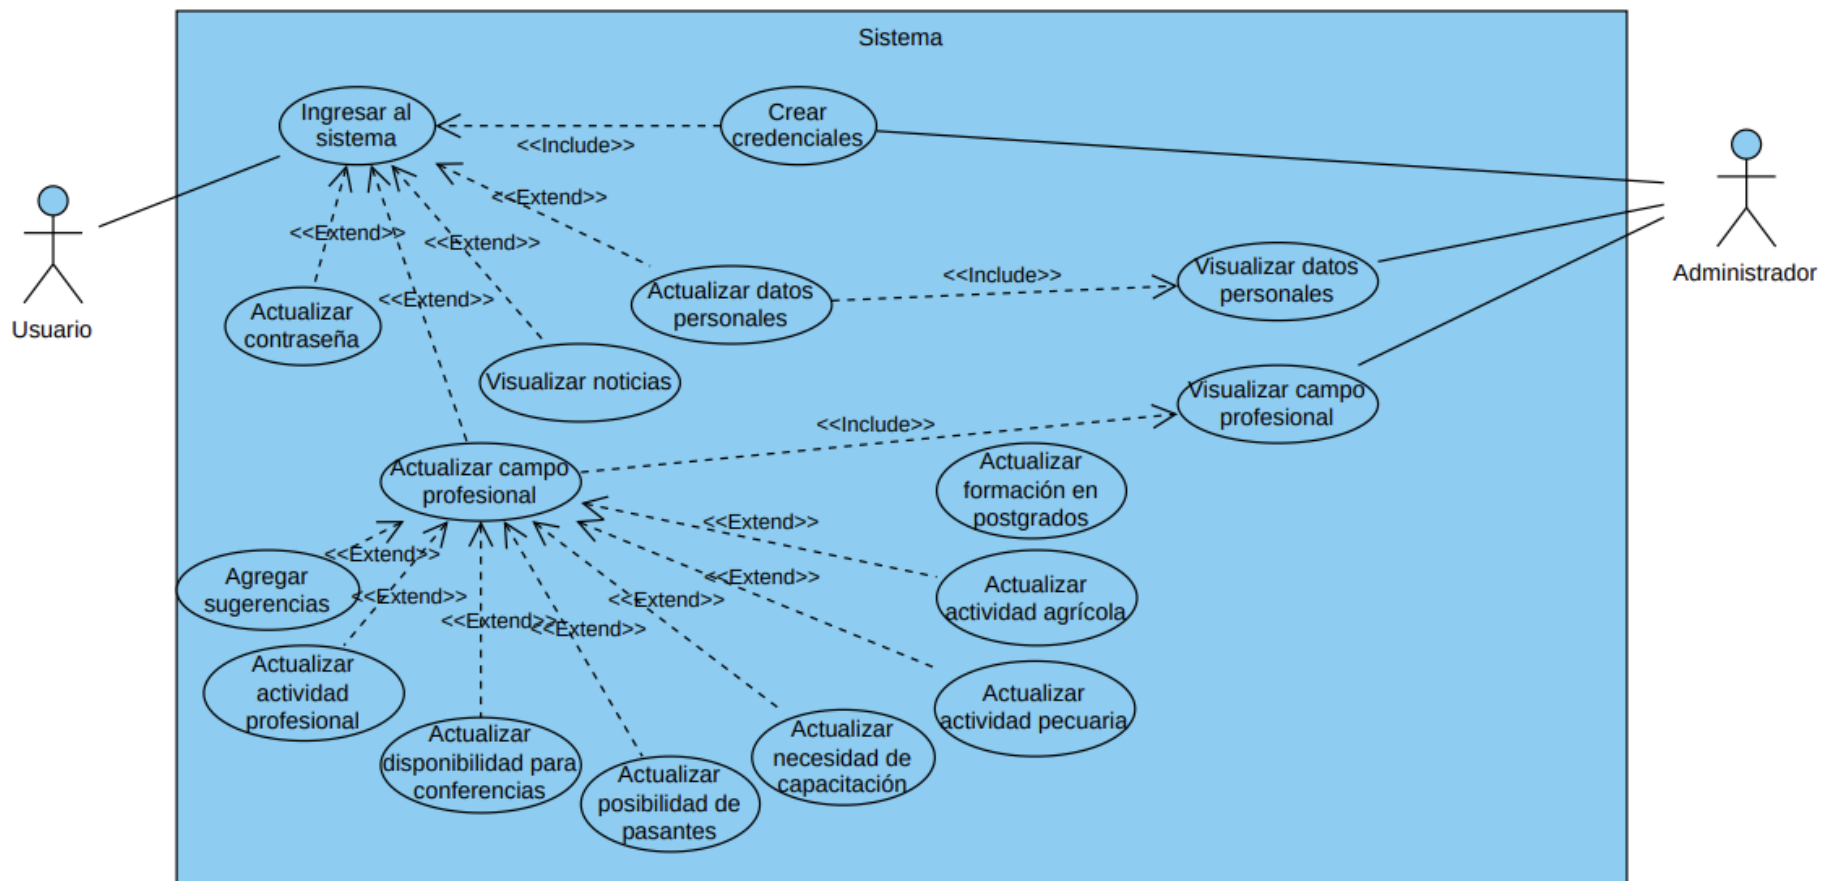 Sistema
Ingresar al
sistema
<<Include>>
Crear
credenciales
<<Extend>>
<<Extend>>
<<Extend>>
<<Extend>>
Usuario
Administrador
Actualizar
contraseña
Visualizar noticias
Actualizar datos
personales
<<Include>>
Visualizar datos
personales
Actualizar campo
profesional
<<Include>>
Visualizar campo
profesional
Actualizar
formación en
postgrados
<<Extend>>
<<Extend>>
<<Extend>>
<<Extend>>
<<Extend>>
<<Extend>>
<<Extend>>
Agregar
sugerencias
Actualizar
actividad agrícola
Actualizar
actividad
profesional
Actualizar
actividad pecuaria
Actualizar
disponibilidad para
conferencias
Actualizar
posibilidad de
pasantes
Actualizar
necesidad de
capacitación